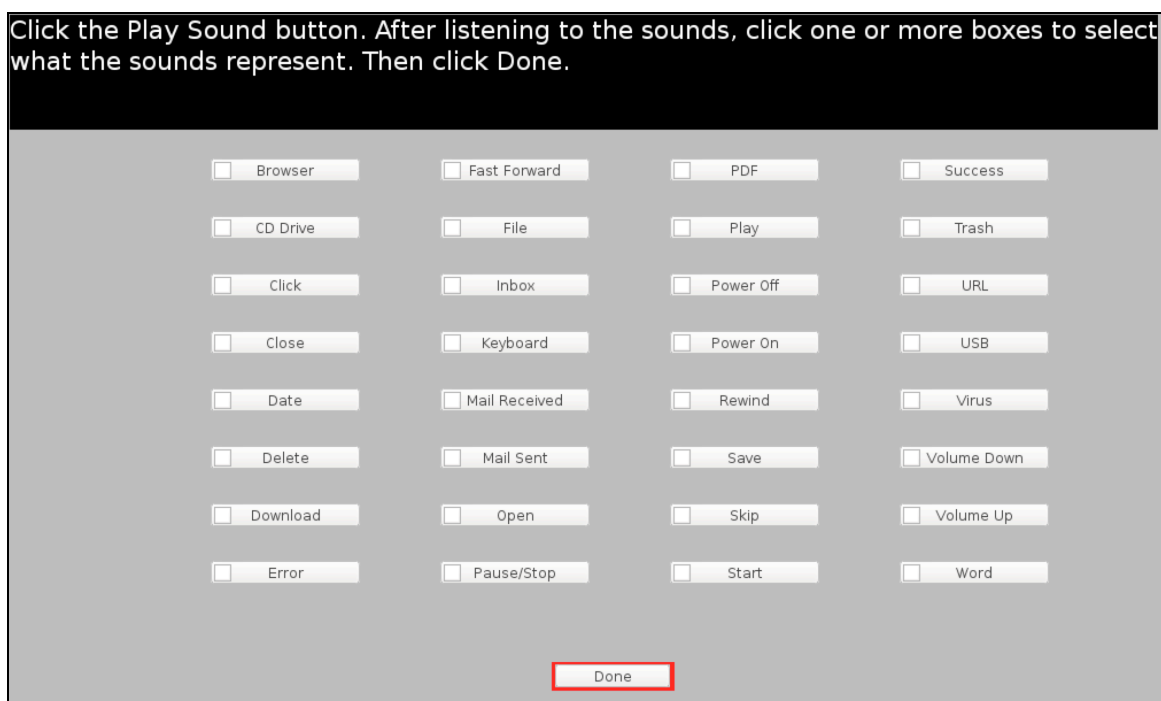 Click the Play Sound button. After listening to the sounds, click one or more boxes to select
what the sounds represent. Then click Done.
Browser Fast Forward PDF Success
CD Drive File Play Trash
Click Inbox Power Off URL
Close Keyboard Power On USB
Date Mail Received Rewind Virus
Delete Mail Sent Save Volume Down
Download Open Skip Volume Up
Error Pause/Stop Start Word
Done